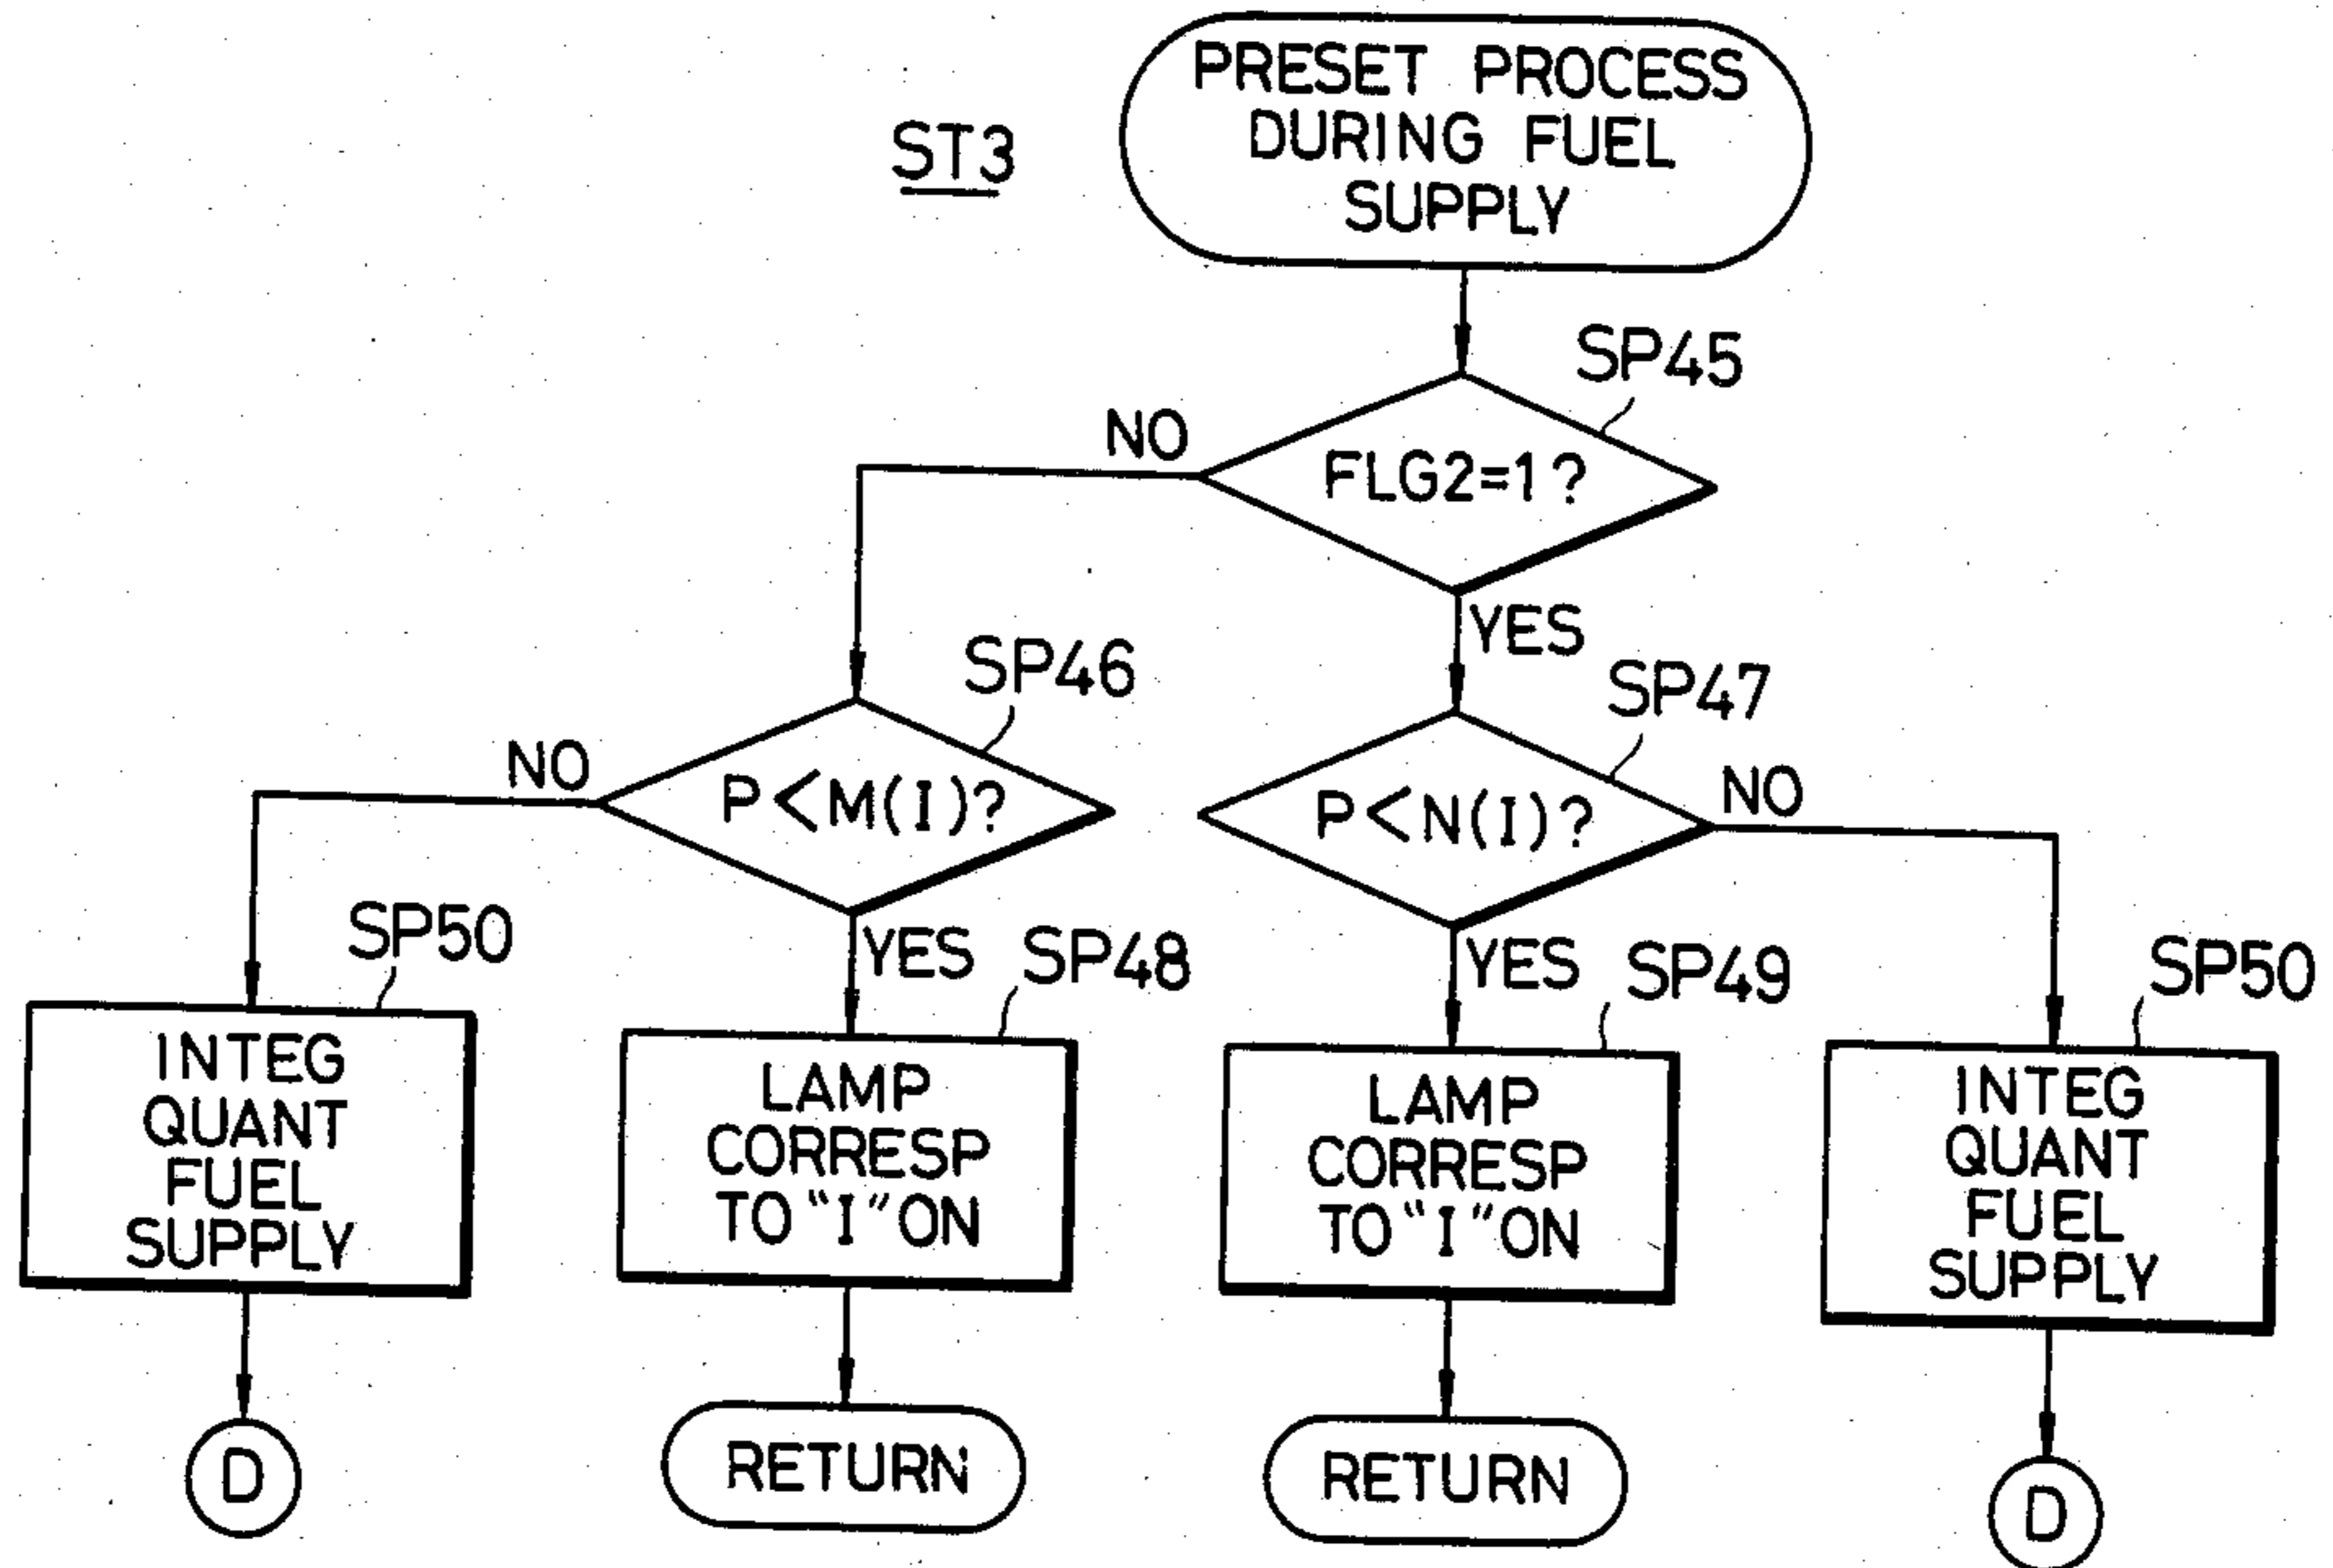 PRESET PROCESS
DURING FUEL
SUPPLY
ST3
SP45
NO
FLG2=1?
YES
SP46
SP47
NO
P<M(I)?
P<N(I)?
NO
SP50
YES
SP48
YES
SP49
SP50
INTEG
QUANT
FUEL
SUPPLY
LAMP
CORRESP
TO "I" ON
LAMP
CORRESP
TO "I" ON
INTEG
QUANT
FUEL
SUPPLY
D
RETURN
RETURN
D